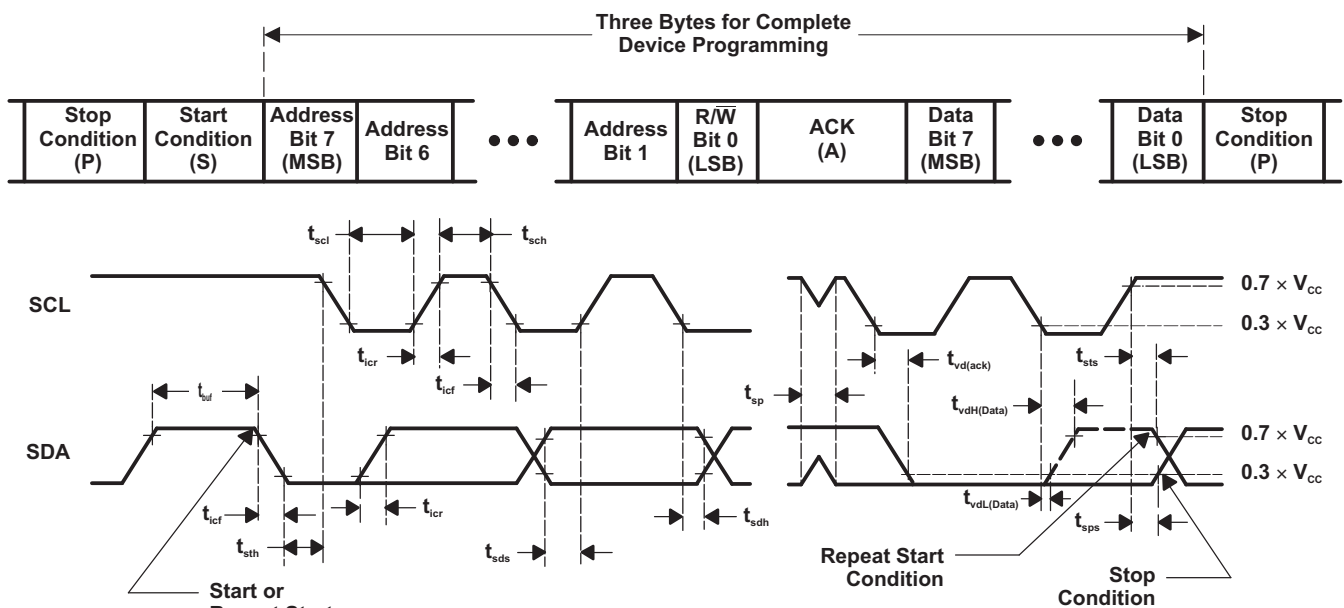 Three Bytes for Complete
Device Programming
Stop
Condition
(P)
Start
Condition
(S)
Address
Bit 7
(MSB)
Address
Bit 6
•••
Address
Bit 1
R/W̅
Bit 0
(LSB)
ACK
(A)
Data
Bit 7
(MSB)
•••
Data
Bit 0
(LSB)
Stop
Condition
(P)
tscl
tsch
SCL
0.7 × VCC
0.3 × VCC
ticr
ticf
tvd(ack)
tsts
tbuf
tsp
tvdH(Data)
SDA
0.7 × VCC
0.3 × VCC
ticf
ticr
tsdh
tvdL(Data)
tsth
tsds
tsps
Start or
Repeat Start
Repeat Start
Condition
Stop
Condition